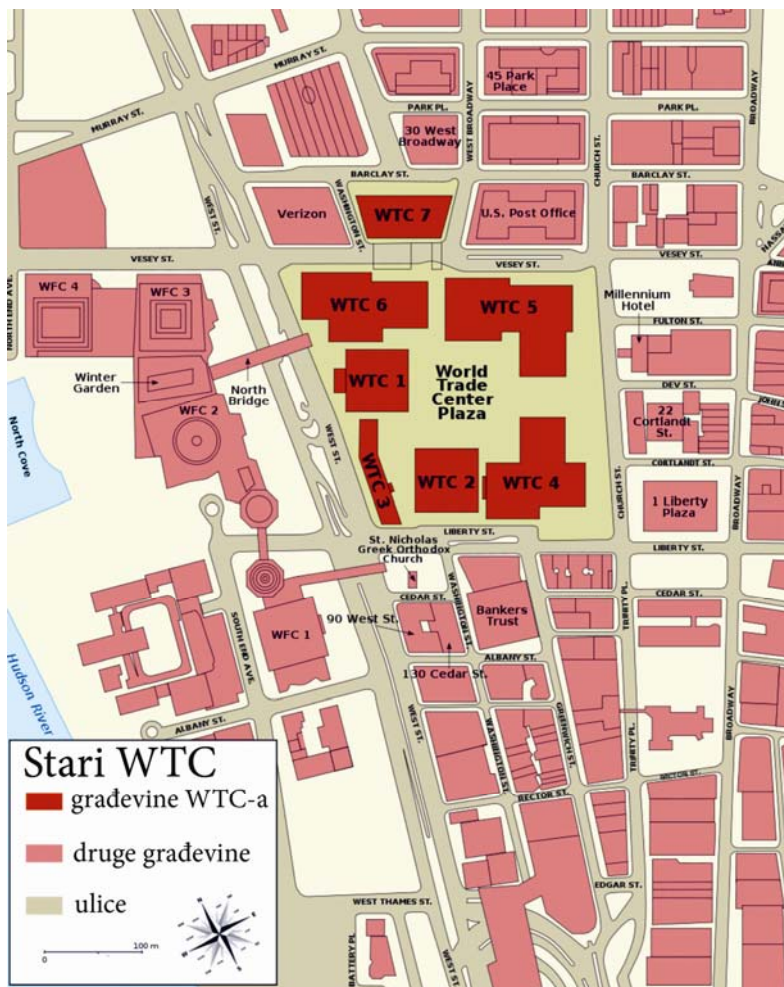 MURRAY ST.
MURRAY ST.
45 Park
Place
PARK PL.
PARK PL.
BROADWAY
WEST BROADWAY
30 West
Broadway
CHURCH ST.
BARCLAY ST.
BARCLAY ST.
WASHINGTON ST.
WEST ST.
Verizon
WTC 7
U.S. Post Office
VESEY ST.
VESEY ST.
VESEY ST.
NORTH END AVE.
WFC 4
WFC 3
WTC 6
WTC 5
Millennium
Hotel
FULTON ST.
Winter
Garden
North
Bridge
WTC 1
World
Trade
Center
Plaza
DEV ST.
WFC 2
22
Cortlandt
St.
North Cove
WEST ST.
WTC 3
WTC 2
WTC 4
CORTLANDT ST.
CHURCH ST.
1 Liberty
Plaza
BROADWAY
LIBERTY ST.
LIBERTY ST.
St. Nicholas
Greek Orthodox
Church
CEDAR ST.
CEDAR ST.
WASHINGTON ST.
Bankers
Trust
TRINITY PL.
90 West St.
WFC 1
SOUTH END AVE.
Hudson River
ALBANY ST.
130 Cedar St.
ALBANY ST.
WEST ST.
WASHINGTON ST.
GREENWICH ST.
TRINITY PL.
BROADWAY
RECTOR ST.
RECTOR ST.
EDGAR ST.
WEST THAMES ST.
BATTERY PL.
WEST ST.
Stari WTC
građevine WTC-a
druge građevine
ulice
0
100 m